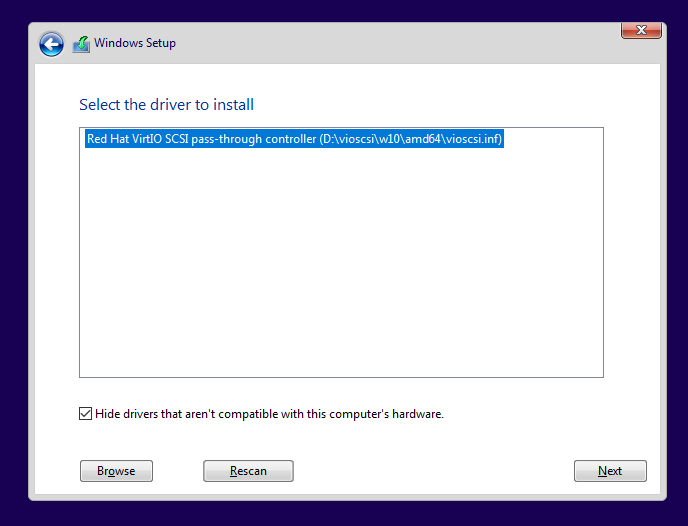 Windows Setup
Select the driver to install
Red Hat VirtIO SCSI pass-through controller (D:\vioscsi\w10\amd64\vioscsi.inf)
Hide drivers that aren't compatible with this computer's hardware.
Browse
Rescan
Next